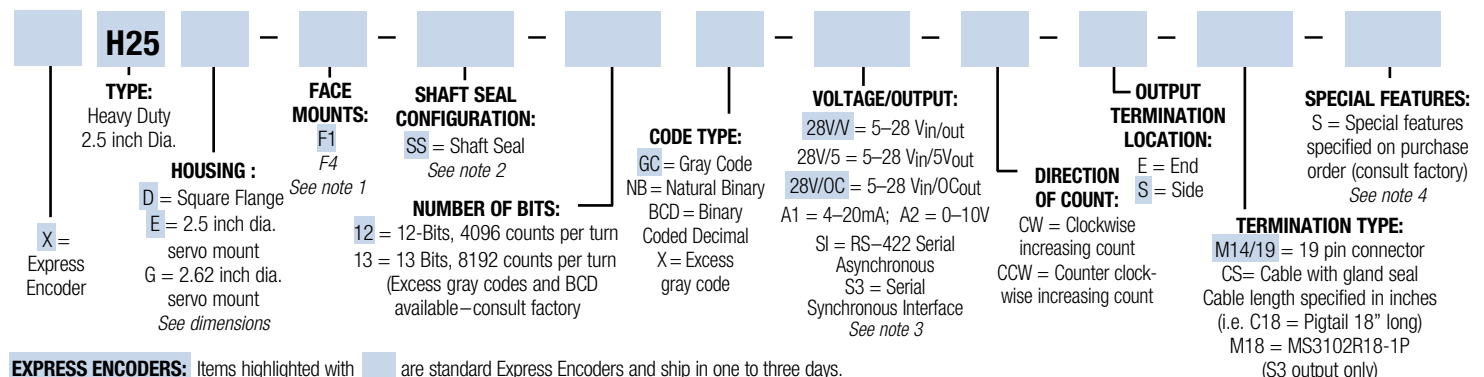 H25
TYPE:
Heavy Duty
2.5 inch Dia.
X =
Express
Encoder
HOUSING :
D = Square Flange
E = 2.5 inch dia.
servo mount
G = 2.62 inch dia.
servo mount
See dimensions
FACE
MOUNTS:
F1
F4
See note 1
SHAFT SEAL
CONFIGURATION:
SS = Shaft Seal
See note 2
NUMBER OF BITS:
12 = 12-Bits, 4096 counts per turn
13 = 13 Bits, 8192 counts per turn
(Excess gray codes and BCD
available–consult factory
CODE TYPE:
GC = Gray Code
NB = Natural Binary
BCD = Binary
Coded Decimal
X = Excess
gray code
VOLTAGE/OUTPUT:
28V/V = 5–28 Vin/out
28V/5 = 5–28 Vin/5Vout
28V/OC = 5–28 Vin/OCout
A1 = 4–20mA; A2 = 0–10V
SI = RS–422 Serial
Asynchronous
S3 = Serial
Synchronous Interface
See note 3
DIRECTION
OF COUNT:
CW = Clockwise
increasing count
CCW = Counter clock-
wise increasing count
OUTPUT
TERMINATION
LOCATION:
E = End
S = Side
TERMINATION TYPE:
M14/19 = 19 pin connector
CS= Cable with gland seal
Cable length specified in inches
(i.e. C18 = Pigtail 18" long)
M18 = MS3102R18-1P
(S3 output only)
SPECIAL FEATURES:
S = Special features
specified on purchase
order (consult factory)
See note 4
EXPRESS ENCODERS: Items highlighted with are standard Express Encoders and ship in one to three days.